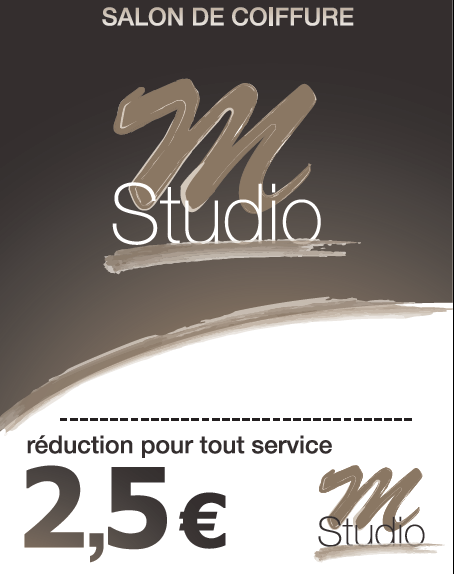 SALON DE COIFFURE
m
Studio
réduction pour tout service
2,5€
m
Studio